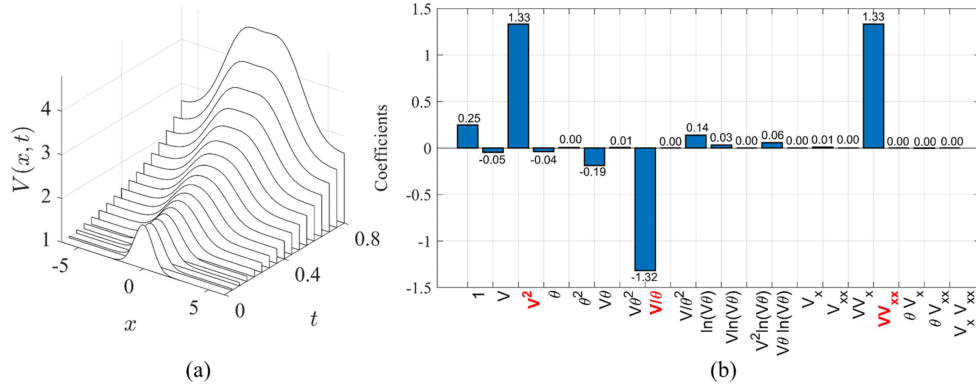 4
3
2
1
V(x, t)
-5
0
5
x
0
0.4
0.8
t
(a)
1.5
1
0.5
0
-0.5
-1
-1.5
Coefficients
0.25
-0.05
1.33
-0.04
0.00
-0.19
0.01
-1.32
0.00
0.14
0.03
0.00
0.06
0.00
0.01
0.00
1.33
0.00
0.00
0.00
1
V
V²
θ
θ²
Vθ
Vθ²
V/θ
V/θ²
ln(Vθ)
Vln(Vθ)
V²ln(Vθ)
Vθ ln(Vθ)
Vₓ
Vₓₓ
VVₓ
VVₓₓ
θ Vₓ
θ Vₓₓ
Vₓ Vₓₓ
(b)